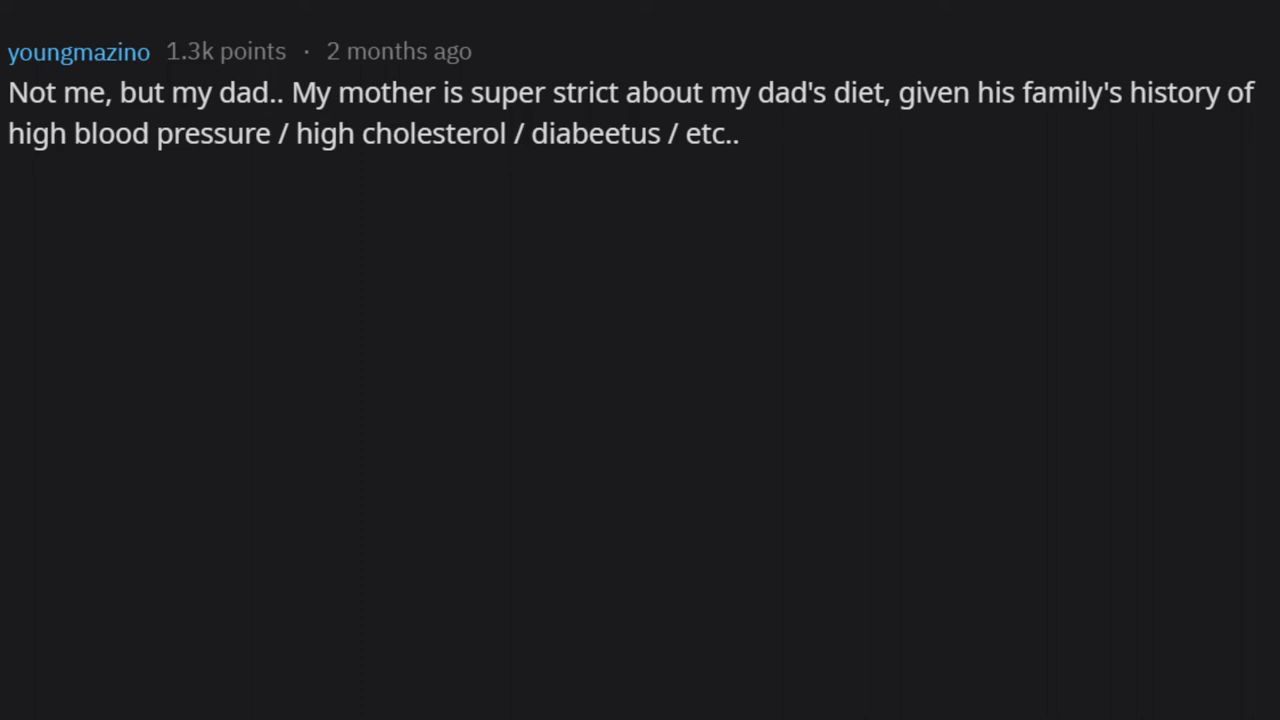 youngmazino 1.3k points · 2 months ago
Not me, but my dad.. My mother is super strict about my dad's diet, given his family's history of
high blood pressure / high cholesterol / diabeetus / etc..